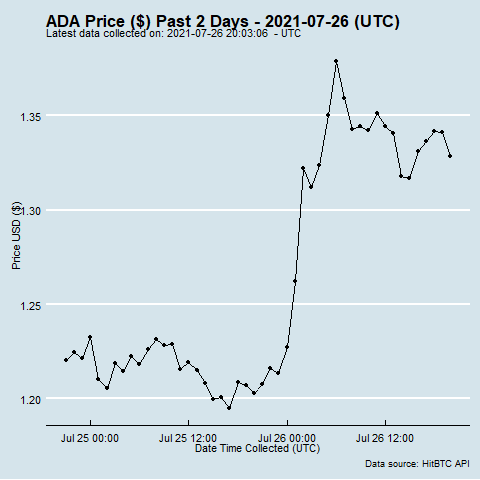 ADA Price ($) Past 2 Days - 2021-07-26 (UTC)
Latest data collected on: 2021-07-26 20:03:06 - UTC
Price USD ($)
1.35
1.30
1.25
1.20
Jul 25 00:00 Jul 25 12:00 Jul 26 00:00 Jul 26 12:00
Date Time Collected (UTC)
Data source: HitBTC API